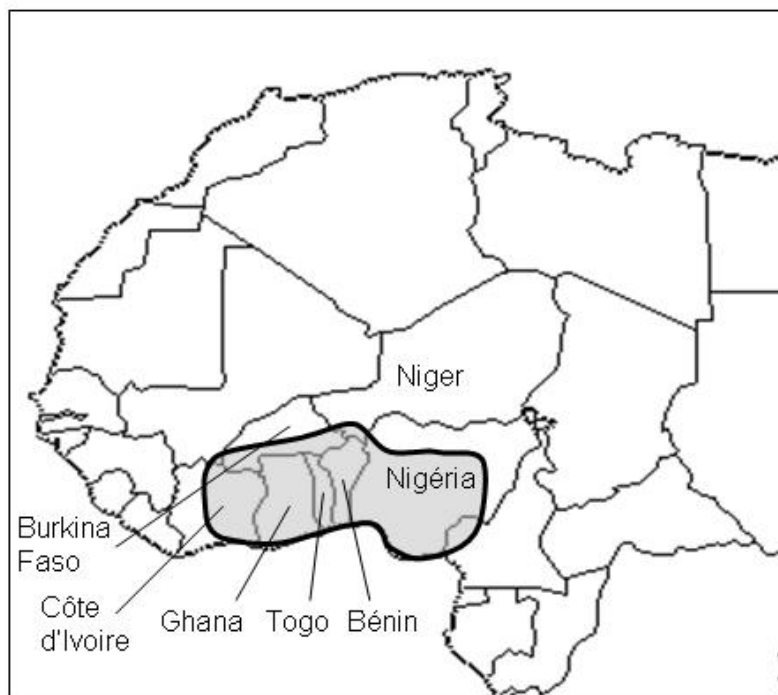 Niger
Nigéria
Burkina
Faso
Côte
d'Ivoire
Ghana
Togo
Bénin